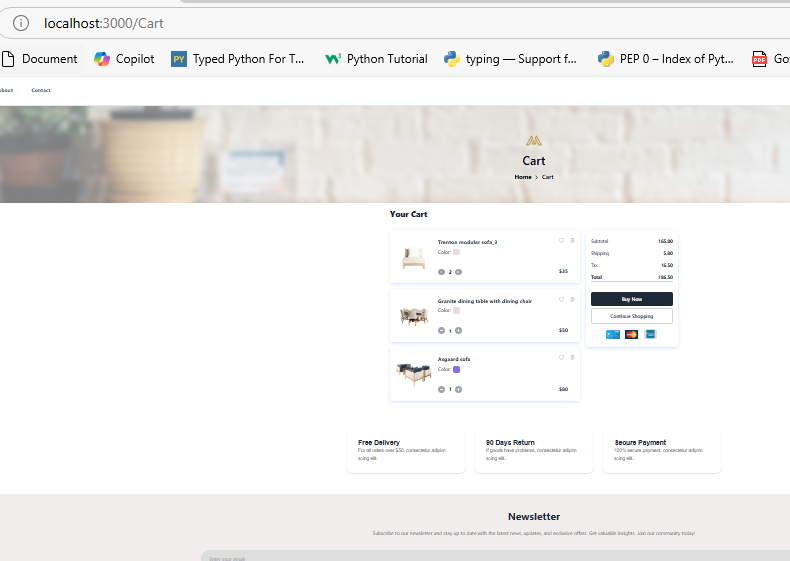 localhost:3000/Cart
Document
Copilot
PY
Typed Python For T...
W
Python Tutorial
typing — Support f...
PEP 0 – Index of Pyt...
PDF
Go
About
Contact
Cart
Home > Cart
Your Cart
Trenton modular sofa_3
Color:
2
$35
Granite dining table with dining chair
Color:
1
$50
Asgaard sofa
Color:
1
$80
Subtotal 165.00
Shipping 5.00
Tax 16.50
Total 186.50
Buy Now
Continue Shopping
Free Delivery
For all orders over $50, consectetur adipim
scing elit.
90 Days Return
If goods have problems, consectetur adipim
scing elit.
Secure Payment
100% secure payment, consectetur adipim
scing elit.
Newsletter
Subscribe to our newsletter and stay up to date with the latest news, updates, and exclusive offers. Get valuable insights. Join our community today!
Enter your email